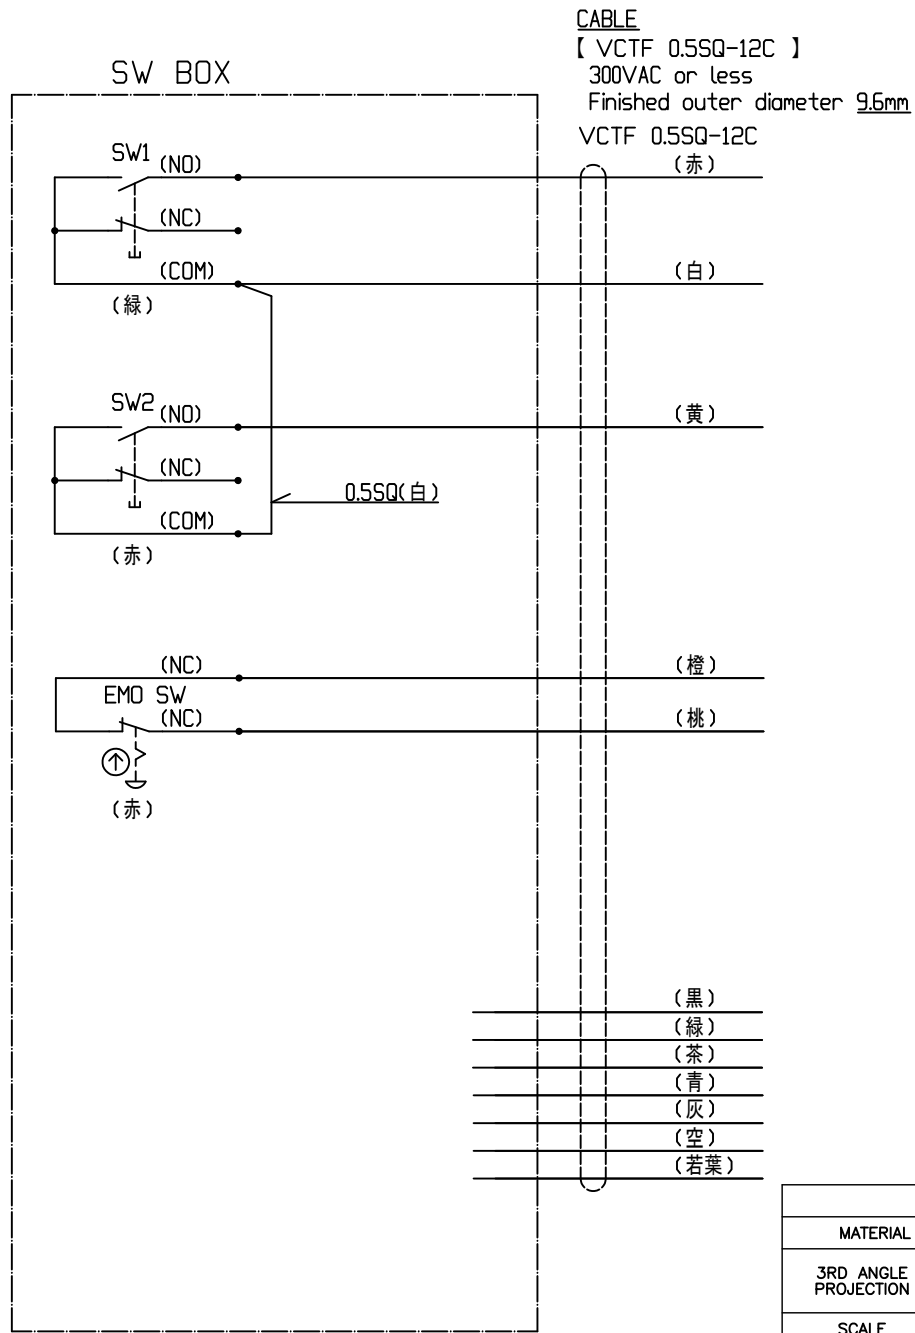 CABLE
【 VCTF 0.5SQ-12C 】
300VAC or less
Finished outer diameter 9.6mm
VCTF 0.5SQ-12C
SW BOX
SW1
(NO)
(赤)
(NC)
(COM)
(白)
(緑)
SW2
(NO)
(黄)
(NC)
0.5SQ(白)
(COM)
(赤)
(NC)
(橙)
EMO SW
(NC)
(桃)
(赤)
(黒)
(緑)
(茶)
(青)
(灰)
(空)
(若葉)
MATERIAL
3RD ANGLE
PROJECTION
SCALE